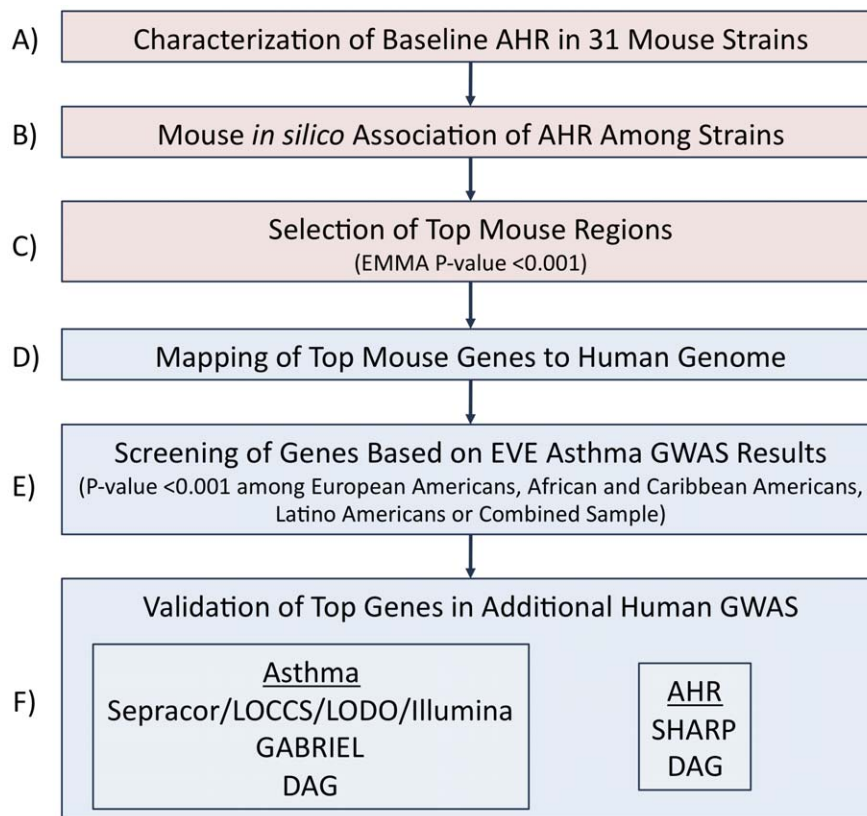 A) Characterization of Baseline AHR in 31 Mouse Strains
B) Mouse in silico Association of AHR Among Strains
C) Selection of Top Mouse Regions
(EMMA P-value <0.001)
D) Mapping of Top Mouse Genes to Human Genome
E) Screening of Genes Based on EVE Asthma GWAS Results
(P-value <0.001 among European Americans, African and Caribbean Americans,
Latino Americans or Combined Sample)
F) Validation of Top Genes in Additional Human GWAS
Asthma
Sepracor/LOCCS/LODO/Illumina
GABRIEL
DAG
AHR
SHARP
DAG